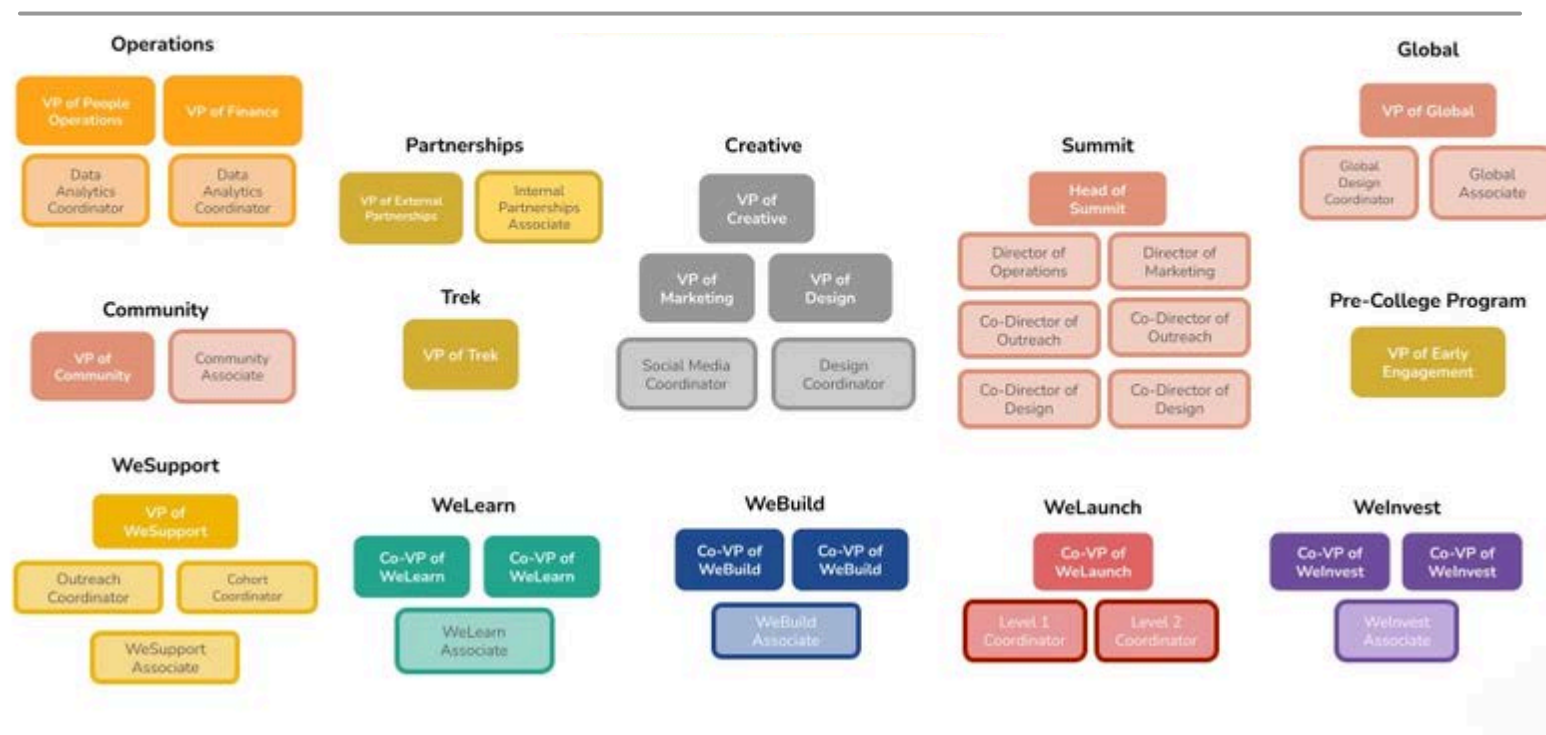 Operations
VP of People
Operations
VP of Finance
Data
Analytics
Coordinator
Data
Analytics
Coordinator
Partnerships
VP of External
Partnerships
Internal
Partnerships
Associate
Creative
VP of
Creative
VP of
Marketing
VP of
Design
Social Media
Coordinator
Design
Coordinator
Summit
Head of
Summit
Director of
Operations
Director of
Marketing
Co-Director of
Outreach
Co-Director of
Outreach
Co-Director of
Design
Co-Director of
Design
Global
VP of Global
Global
Design
Coordinator
Global
Associate
Community
VP of
Community
Community
Associate
Trek
VP of Trek
Pre-College Program
VP of Early
Engagement
WeSupport
VP of
WeSupport
Outreach
Coordinator
Cohort
Coordinator
WeSupport
Associate
WeLearn
Co-VP of
WeLearn
Co-VP of
WeLearn
WeLearn
Associate
WeBuild
Co-VP of
WeBuild
Co-VP of
WeBuild
WeBuild
Associate
WeLaunch
Co-VP of
WeLaunch
Level 1
Coordinator
Level 2
Coordinator
WeInvest
Co-VP of
WeInvest
Co-VP of
WeInvest
WeInvest
Associate